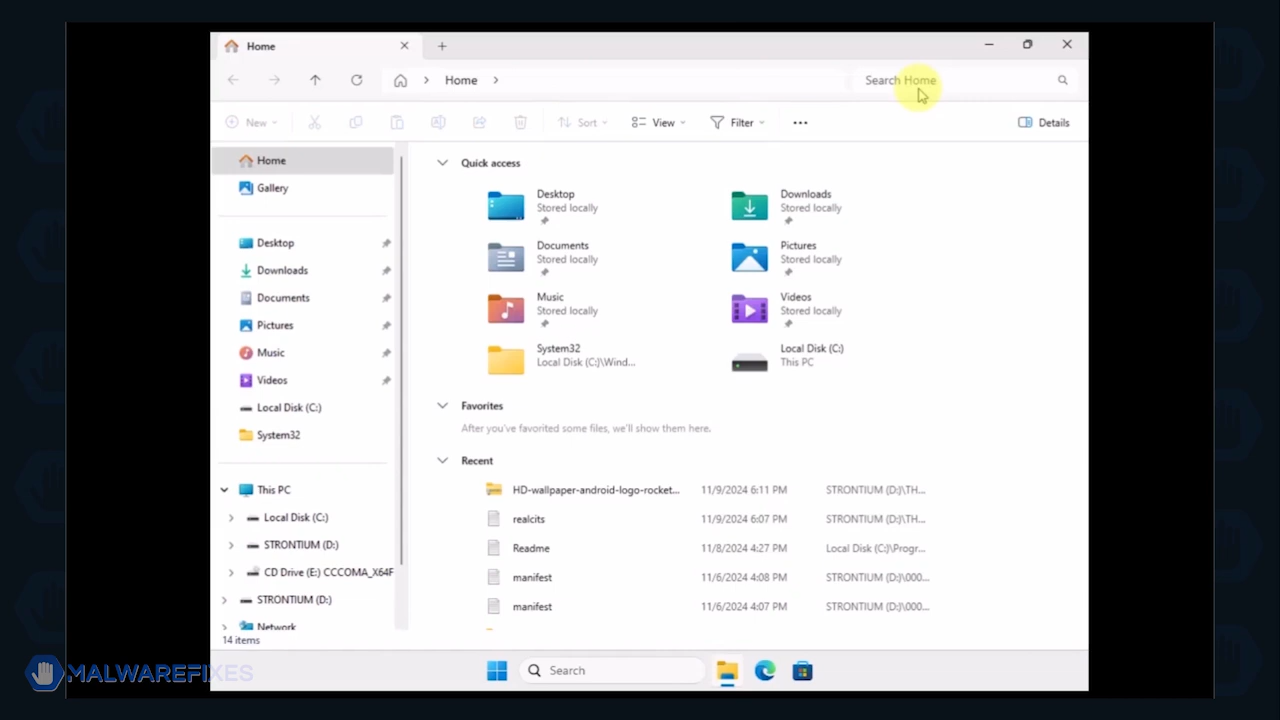 Home
Home
Search Home
New
Sort
View
Filter
Details
Home
Gallery
Desktop
Downloads
Documents
Pictures
Music
Videos
Local Disk (C:)
System32
This PC
Local Disk (C:)
STRONTIUM (D:)
CD Drive (E:) CCCOMA_X64F
STRONTIUM (D:)
Network
14 items
Quick access
Desktop
Stored locally
Downloads
Stored locally
Documents
Stored locally
Pictures
Stored locally
Music
Stored locally
Videos
Stored locally
System32
Local Disk (C:)\Wind...
Local Disk (C:)
This PC
Favorites
After you've favorited some files, we'll show them here.
Recent
HD-wallpaper-android-logo-rocket... 11/9/2024 6:11 PM STRONTIUM (D:)\TH...
realcits 11/9/2024 6:07 PM STRONTIUM (D:)\TH...
Readme 11/8/2024 4:27 PM Local Disk (C:)\Progr...
manifest 11/6/2024 4:08 PM STRONTIUM (D:)\000...
manifest 11/6/2024 4:07 PM STRONTIUM (D:)\000...
Search
MALWAREFIXES